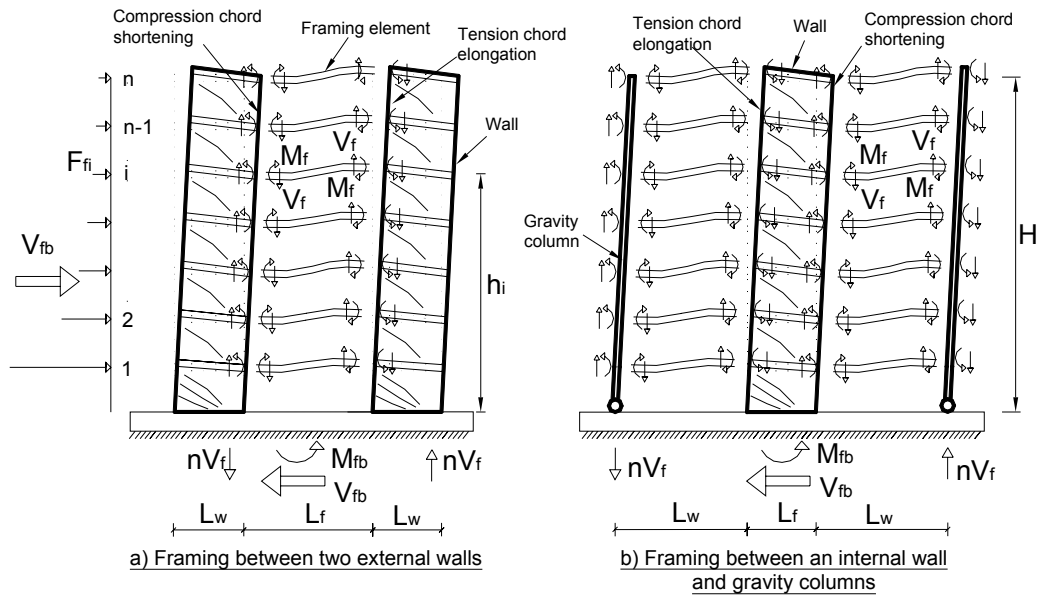 Compression chord
shortening
Framing element
Tension chord
elongation
Wall
n
n-1
Ffi
i
2
1
Vfb
Mf
Vf
Vf
Mf
hi
nVf
Mfb
Vfb
nVf
Lw
Lf
Lw
a) Framing between two external walls
Tension chord
elongation
Wall
Compression chord
shortening
Gravity
column
Mf
Vf
Vf
Mf
H
nVf
Mfb
Vfb
nVf
Lw
Lf
Lw
b) Framing between an internal wall
and gravity columns